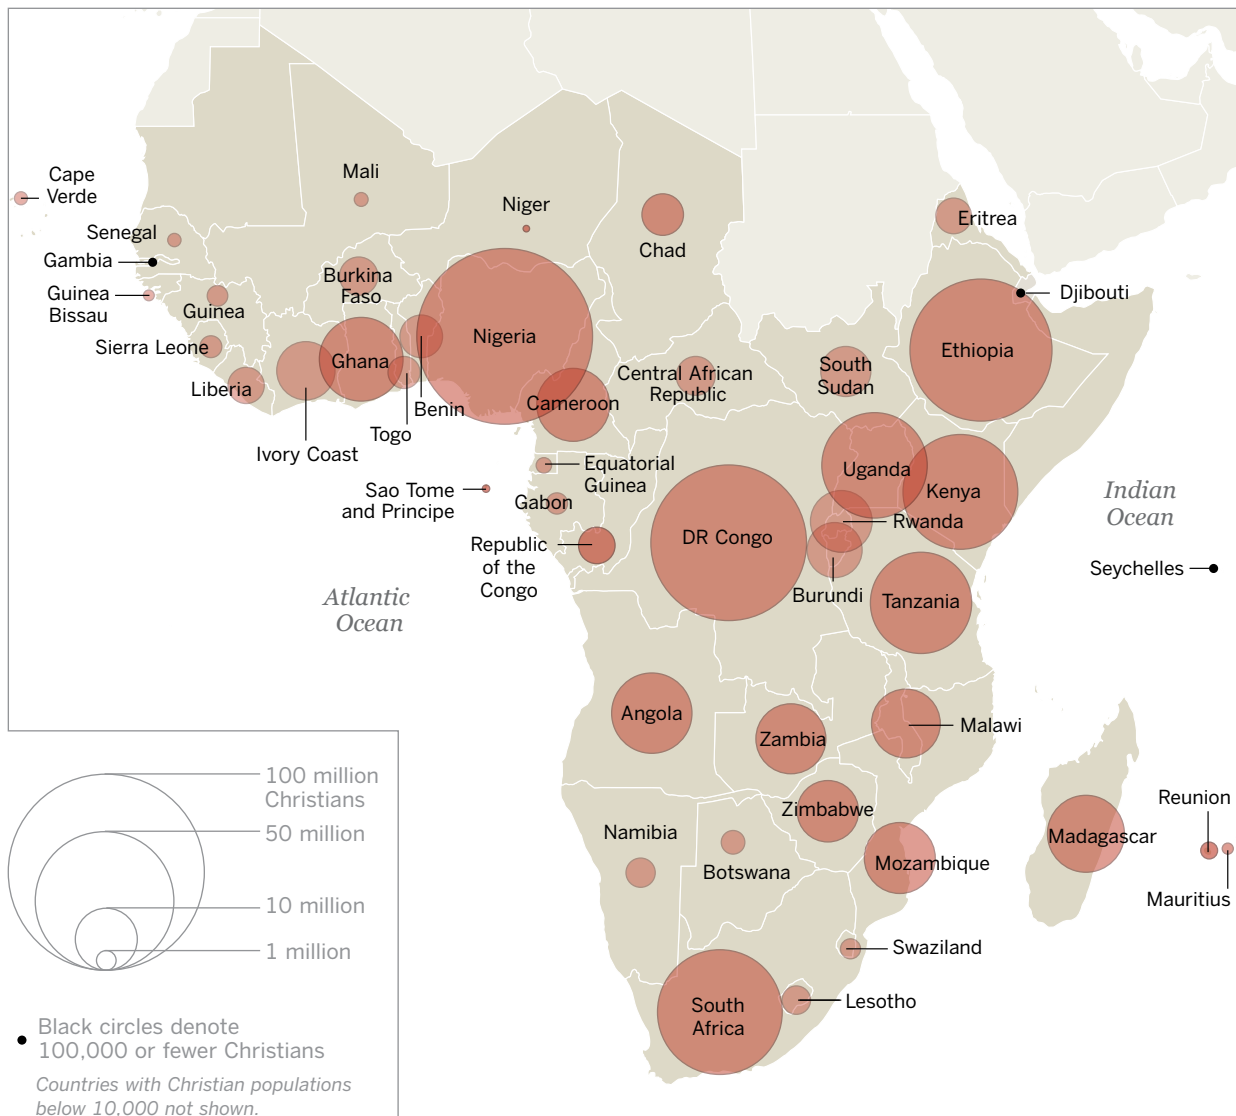 Cape
Verde
Mali
Niger
Chad
Eritrea
Senegal
Gambia
Guinea
Bissau
Guinea
Burkina
Faso
Djibouti
Sierra Leone
Ghana
Nigeria
Ethiopia
Liberia
Central African
Republic
South
Sudan
Cameroon
Benin
Togo
Ivory Coast
Equatorial
Guinea
Uganda
Kenya
Indian
Ocean
Sao Tome
and Principe
Gabon
Rwanda
DR Congo
Republic
of the
Congo
Seychelles
Burundi
Tanzania
Atlantic
Ocean
Angola
Zambia
Malawi
Zimbabwe
Reunion
Namibia
Botswana
Mozambique
Madagascar
Mauritius
Swaziland
South
Africa
Lesotho
100 million
Christians
50 million
10 million
1 million
Black circles denote
100,000 or fewer Christians
Countries with Christian populations
below 10,000 not shown.